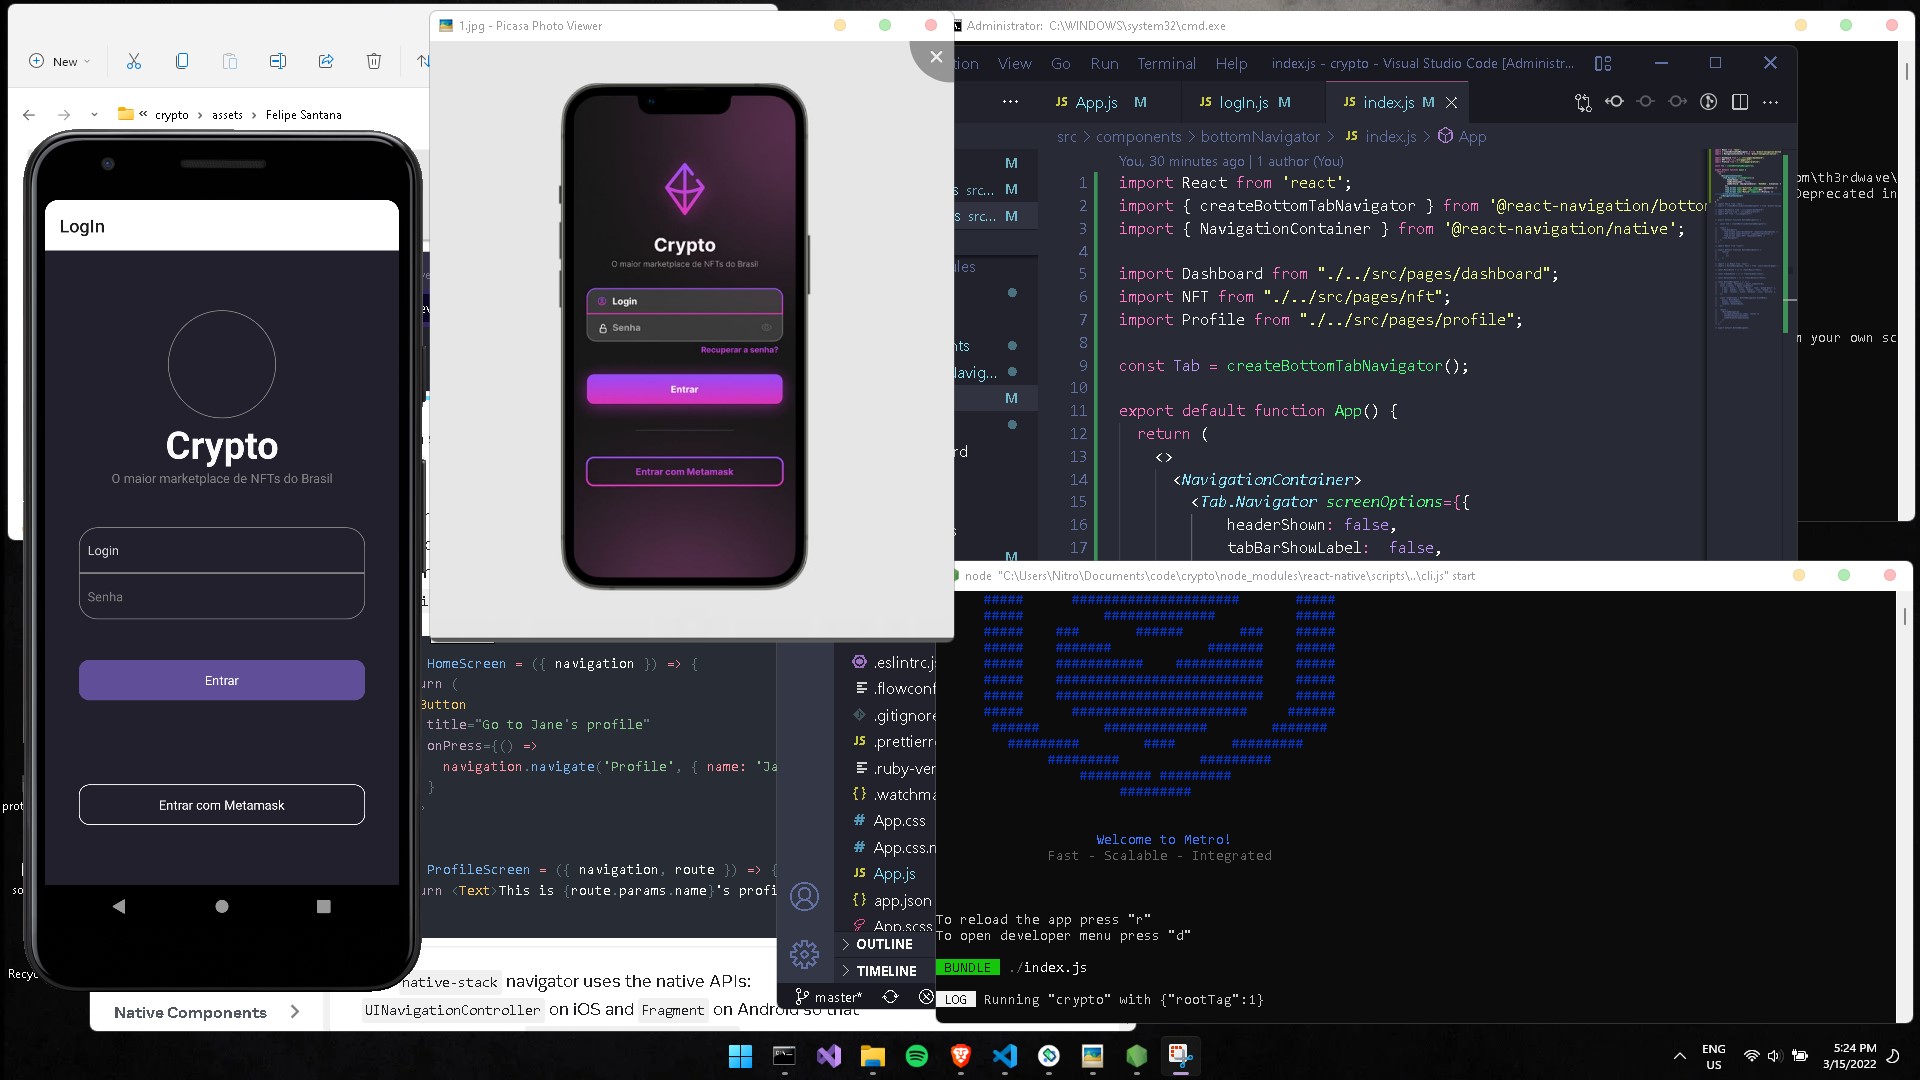 New
crypto
assets
Felipe Santana
LogIn
Crypto
O maior marketplace de NFTs do Brasil
Login
Senha
Entrar
Entrar com Metamask
1.jpg - Picasa Photo Viewer
Crypto
O maior marketplace de NFTs do Brasil
Login
Senha
Recuperar a senha?
Entrar
Entrar com Metamask
Administrator: C:\WINDOWS\system32\cmd.exe
View Go Run Terminal Help index.js - crypto - Visual Studio Code [Administr...
JS App.js M JS logIn.js M JS index.js M
src > components > bottomNavigator > JS index.js > App
You, 30 minutes ago | 1 author (You)
1 import React from 'react';
2 import { createBottomTabNavigator } from '@react-navigation/botto
3 import { NavigationContainer } from '@react-navigation/native';
4
5 import Dashboard from "./../src/pages/dashboard";
6 import NFT from "./../src/pages/nft";
7 import Profile from "./../src/pages/profile";
8
9 const Tab = createBottomTabNavigator();
10
11 export default function App() {
12 return (
13 <>
14 <NavigationContainer>
15 <Tab.Navigator screenOptions={{
16 headerShown: false,
17 tabBarShowLabel: false,
M
src... M
src... M
Navig...
M
om\th3rdwave\
Deprecated in
your own sc
HomeScreen = ({ navigation }) => {
urn (
Button
title="Go to Jane's profile"
onPress={() =>
navigation.navigate('Profile', { name: 'Ja
}
ProfileScreen = ({ navigation, route }) => {
urn <Text>This is {route.params.name}'s profi
native-stack navigator uses the native APIs:
UINavigationController on iOS and Fragment on Android so that
Native Components
.eslintrc.js
.flowconf
.gitignore
JS .prettierr
.ruby-ver
{} .watchma
# App.css
# App.css.m
JS App.js
{} app.json
App.scss
OUTLINE
TIMELINE
master*
node "C:\Users\Nitro\Documents\code\crypto\node_modules\react-native\scripts\..\cli.js" start
Welcome to Metro!
Fast - Scalable - Integrated
To reload the app press "r"
To open developer menu press "d"
BUNDLE ./index.js
LOG Running "crypto" with {"rootTag":1}
ENG
US
5:24 PM
3/15/2022